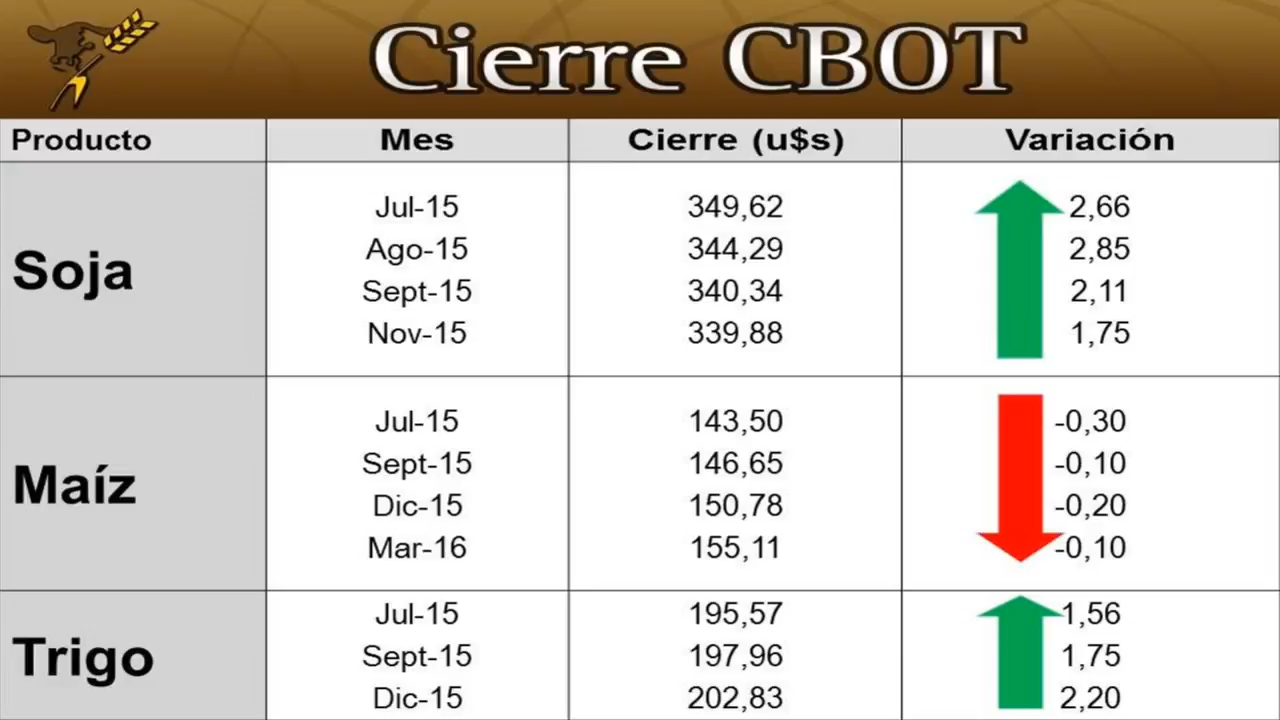 Cierre CBOT
Producto Mes Cierre (u$s) Variación
Soja
Jul-15 349,62 2,66
Ago-15 344,29 2,85
Sept-15 340,34 2,11
Nov-15 339,88 1,75
Maíz
Jul-15 143,50 -0,30
Sept-15 146,65 -0,10
Dic-15 150,78 -0,20
Mar-16 155,11 -0,10
Trigo
Jul-15 195,57 1,56
Sept-15 197,96 1,75
Dic-15 202,83 2,20